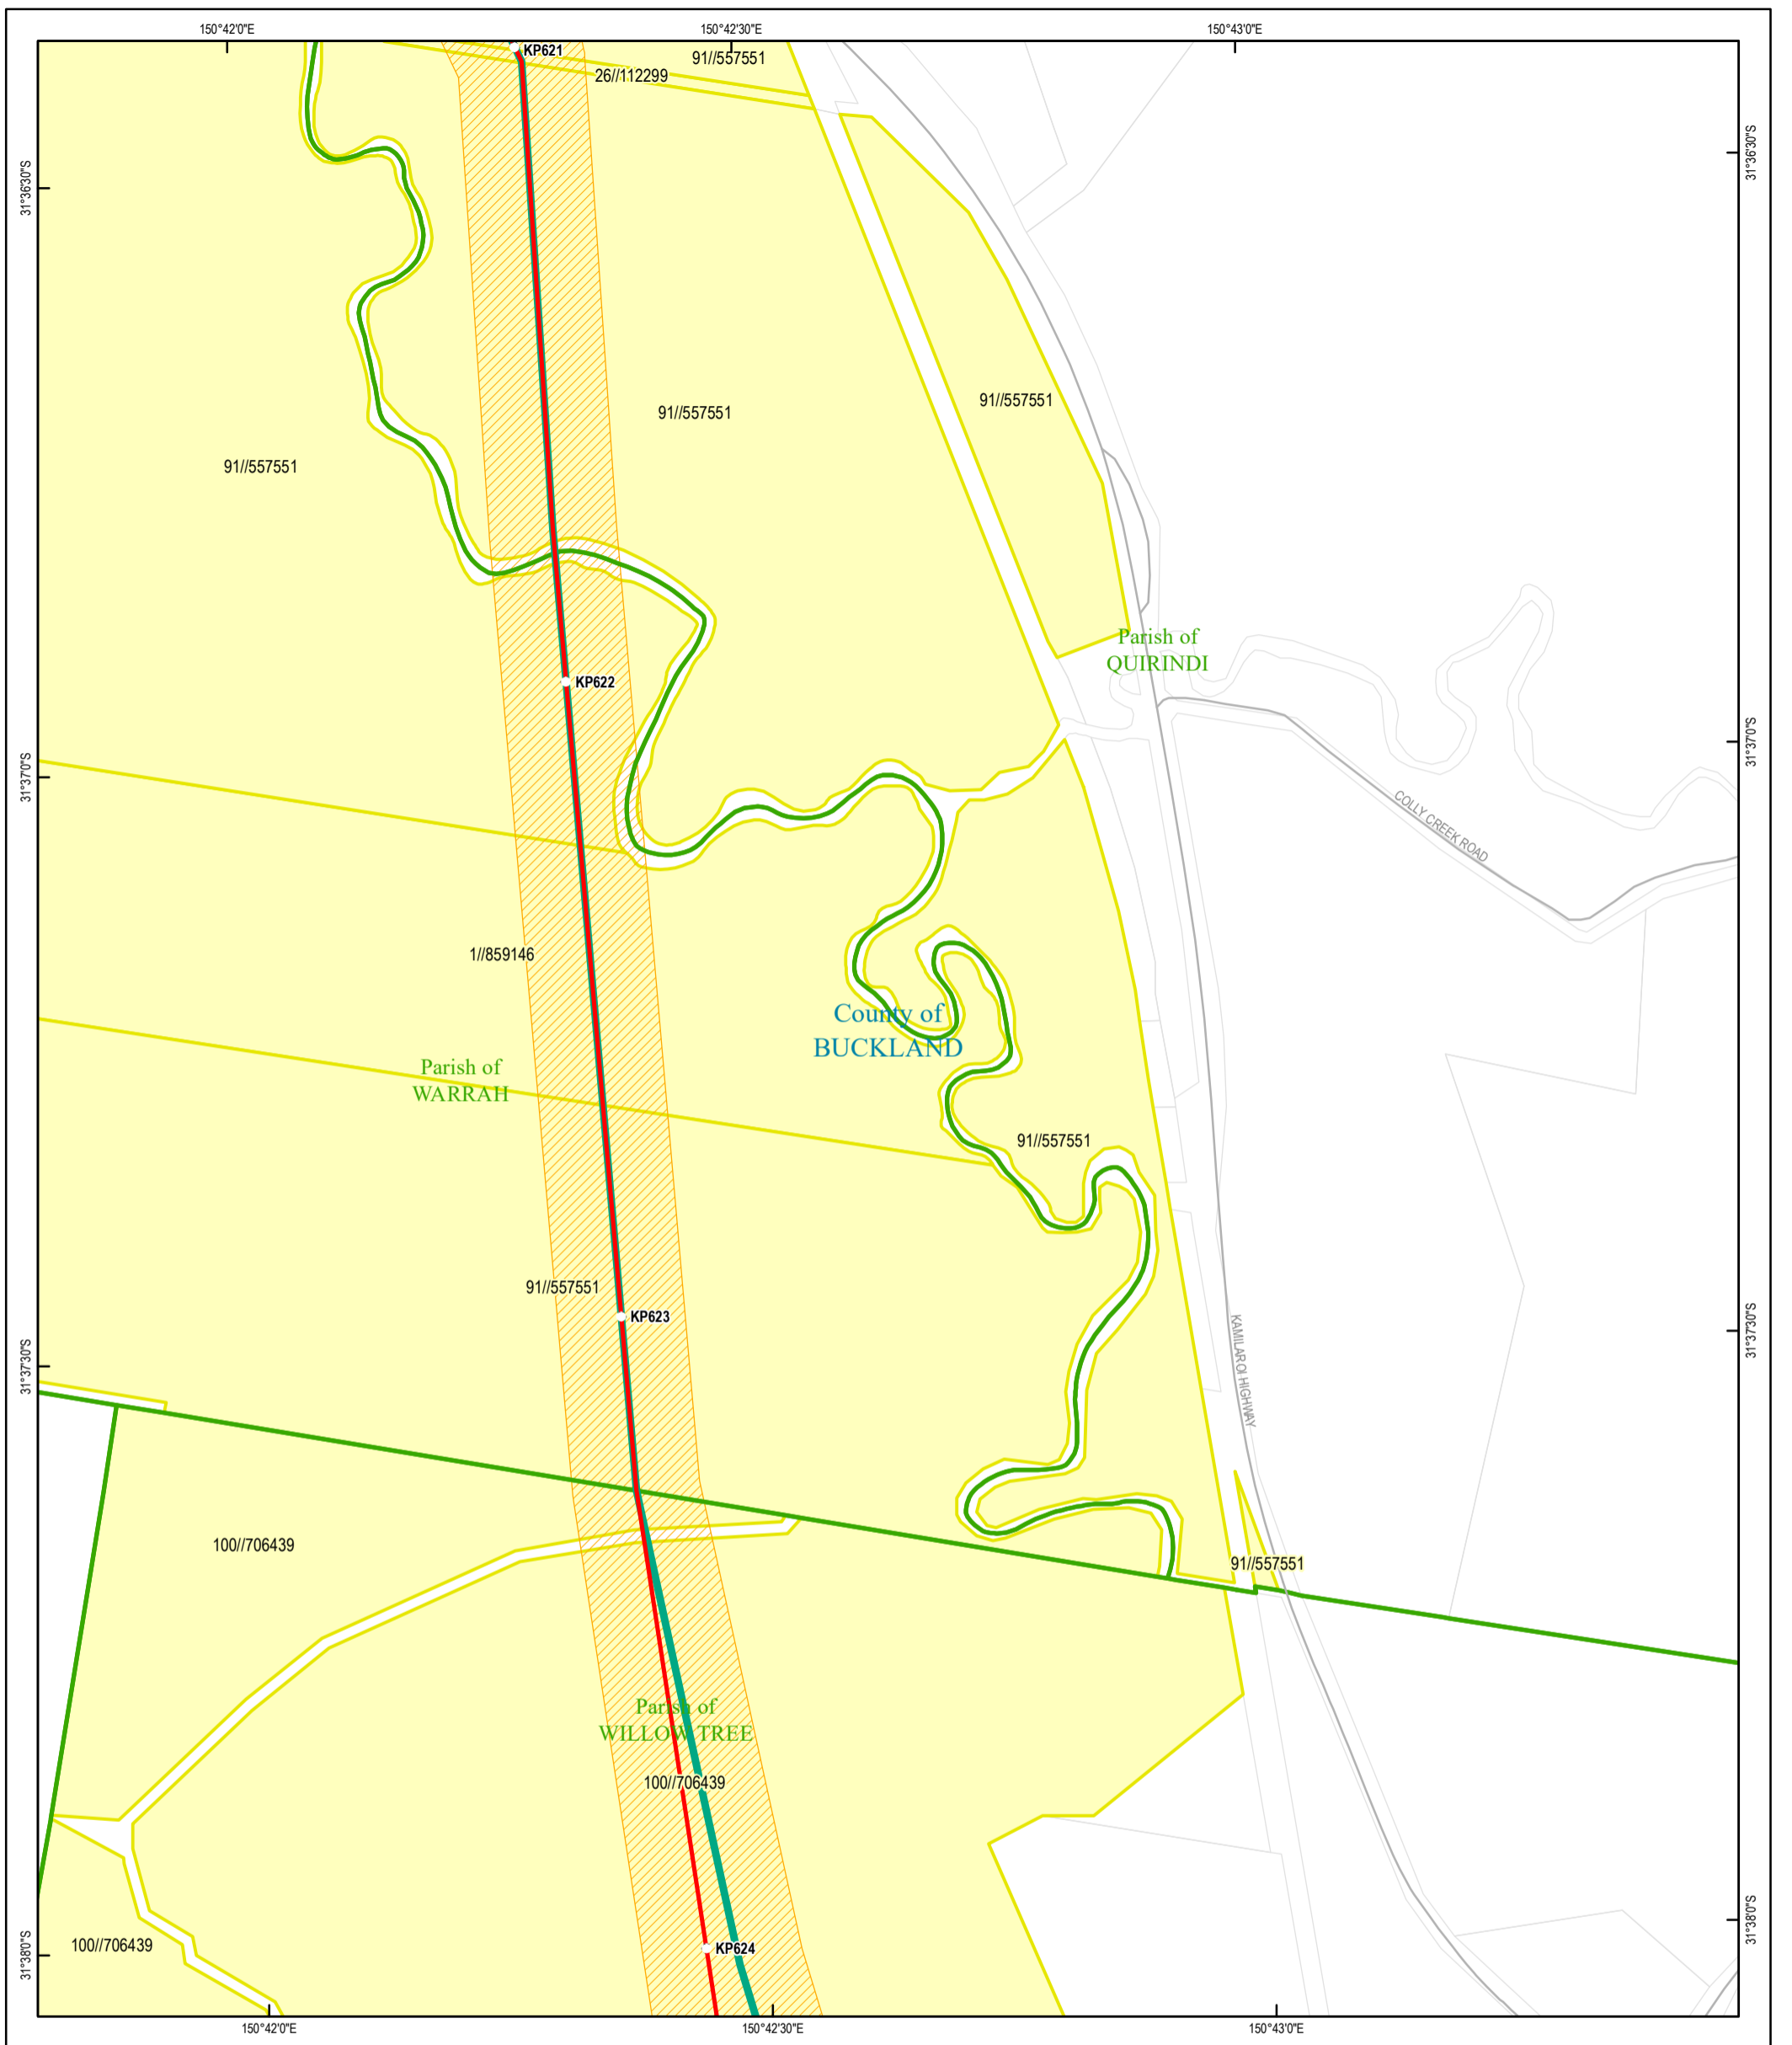 150°42'0"E
150°42'30"E
150°43'0"E
KP621
91//557551
26//112299
31°36'30"S
31°36'30"S
91//557551
91//557551
91//557551
Parish of
QUIRINDI
KP622
31°37'0"S
31°37'0"S
COLLY CREEK ROAD
1//859146
County of
BUCKLAND
Parish of
WARRAH
91//557551
91//557551
KP623
31°37'30"S
31°37'30"S
KAMILAROI HIGHWAY
100//706439
91//557551
Parish of
WILLOW TREE
100//706439
100//706439
KP624
31°38'0"S
31°38'0"S
150°42'0"E
150°42'30"E
150°43'0"E